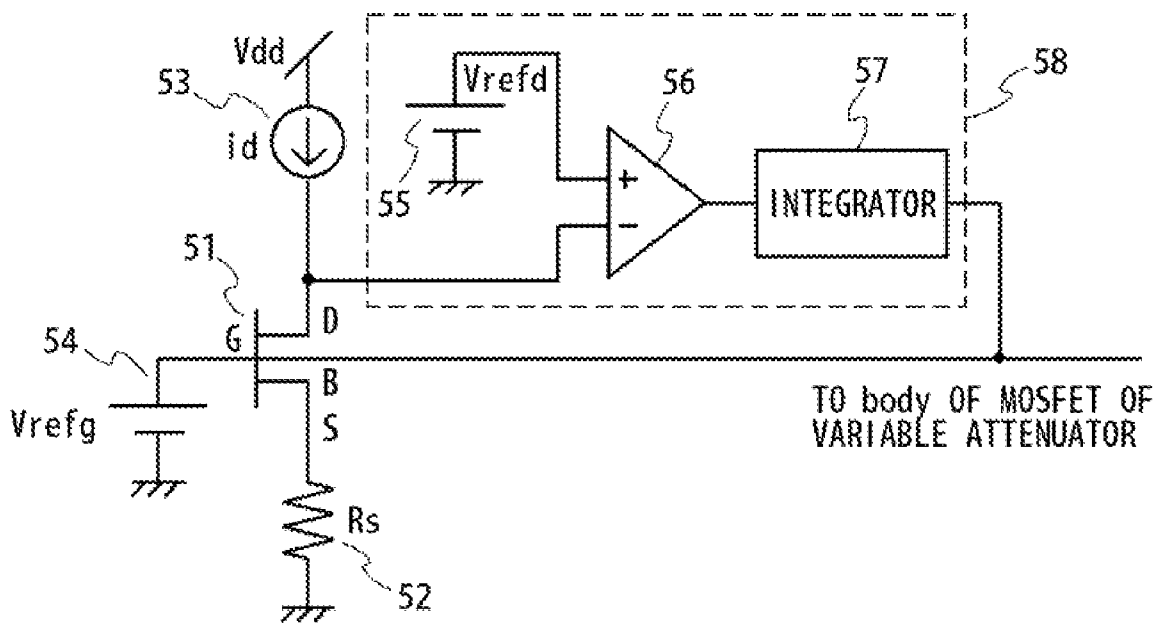 Vdd
53
id
Vrefd
55
56
57
58
+
−
INTEGRATOR
51
G
D
B
S
54
Vrefg
TO body OF MOSFET OF
VARIABLE ATTENUATOR
Rs
52